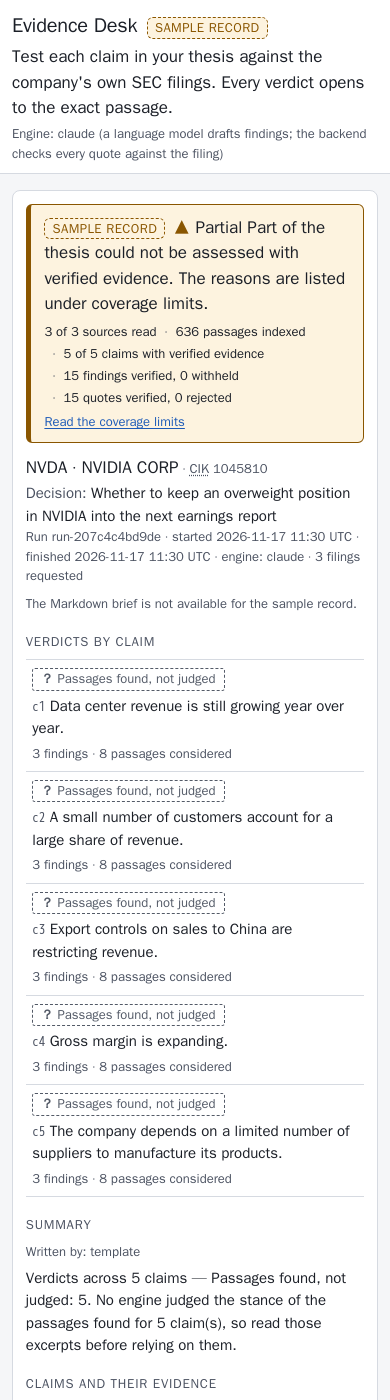 Evidence Desk SAMPLE RECORD
Test each claim in your thesis against the
company's own SEC filings. Every verdict opens
to the exact passage.
Engine: claude (a language model drafts findings; the backend
checks every quote against the filing)
SAMPLE RECORD ▲ Partial Part of the
thesis could not be assessed with
verified evidence. The reasons are listed
under coverage limits.
3 of 3 sources read · 636 passages indexed
· 5 of 5 claims with verified evidence
· 15 findings verified, 0 withheld
· 15 quotes verified, 0 rejected
Read the coverage limits
NVDA · NVIDIA CORP · CIK 1045810
Decision: Whether to keep an overweight position
in NVIDIA into the next earnings report
Run run-207c4c4bd9de · started 2026-11-17 11:30 UTC ·
finished 2026-11-17 11:30 UTC · engine: claude · 3 filings
requested
The Markdown brief is not available for the sample record.
VERDICTS BY CLAIM
? Passages found, not judged
c1 Data center revenue is still growing year over
year.
3 findings · 8 passages considered
? Passages found, not judged
c2 A small number of customers account for a
large share of revenue.
3 findings · 8 passages considered
? Passages found, not judged
c3 Export controls on sales to China are
restricting revenue.
3 findings · 8 passages considered
? Passages found, not judged
c4 Gross margin is expanding.
3 findings · 8 passages considered
? Passages found, not judged
c5 The company depends on a limited number of
suppliers to manufacture its products.
3 findings · 8 passages considered
SUMMARY
Written by: template
Verdicts across 5 claims — Passages found, not
judged: 5. No engine judged the stance of the
passages found for 5 claim(s), so read those
excerpts before relying on them.
CLAIMS AND THEIR EVIDENCE